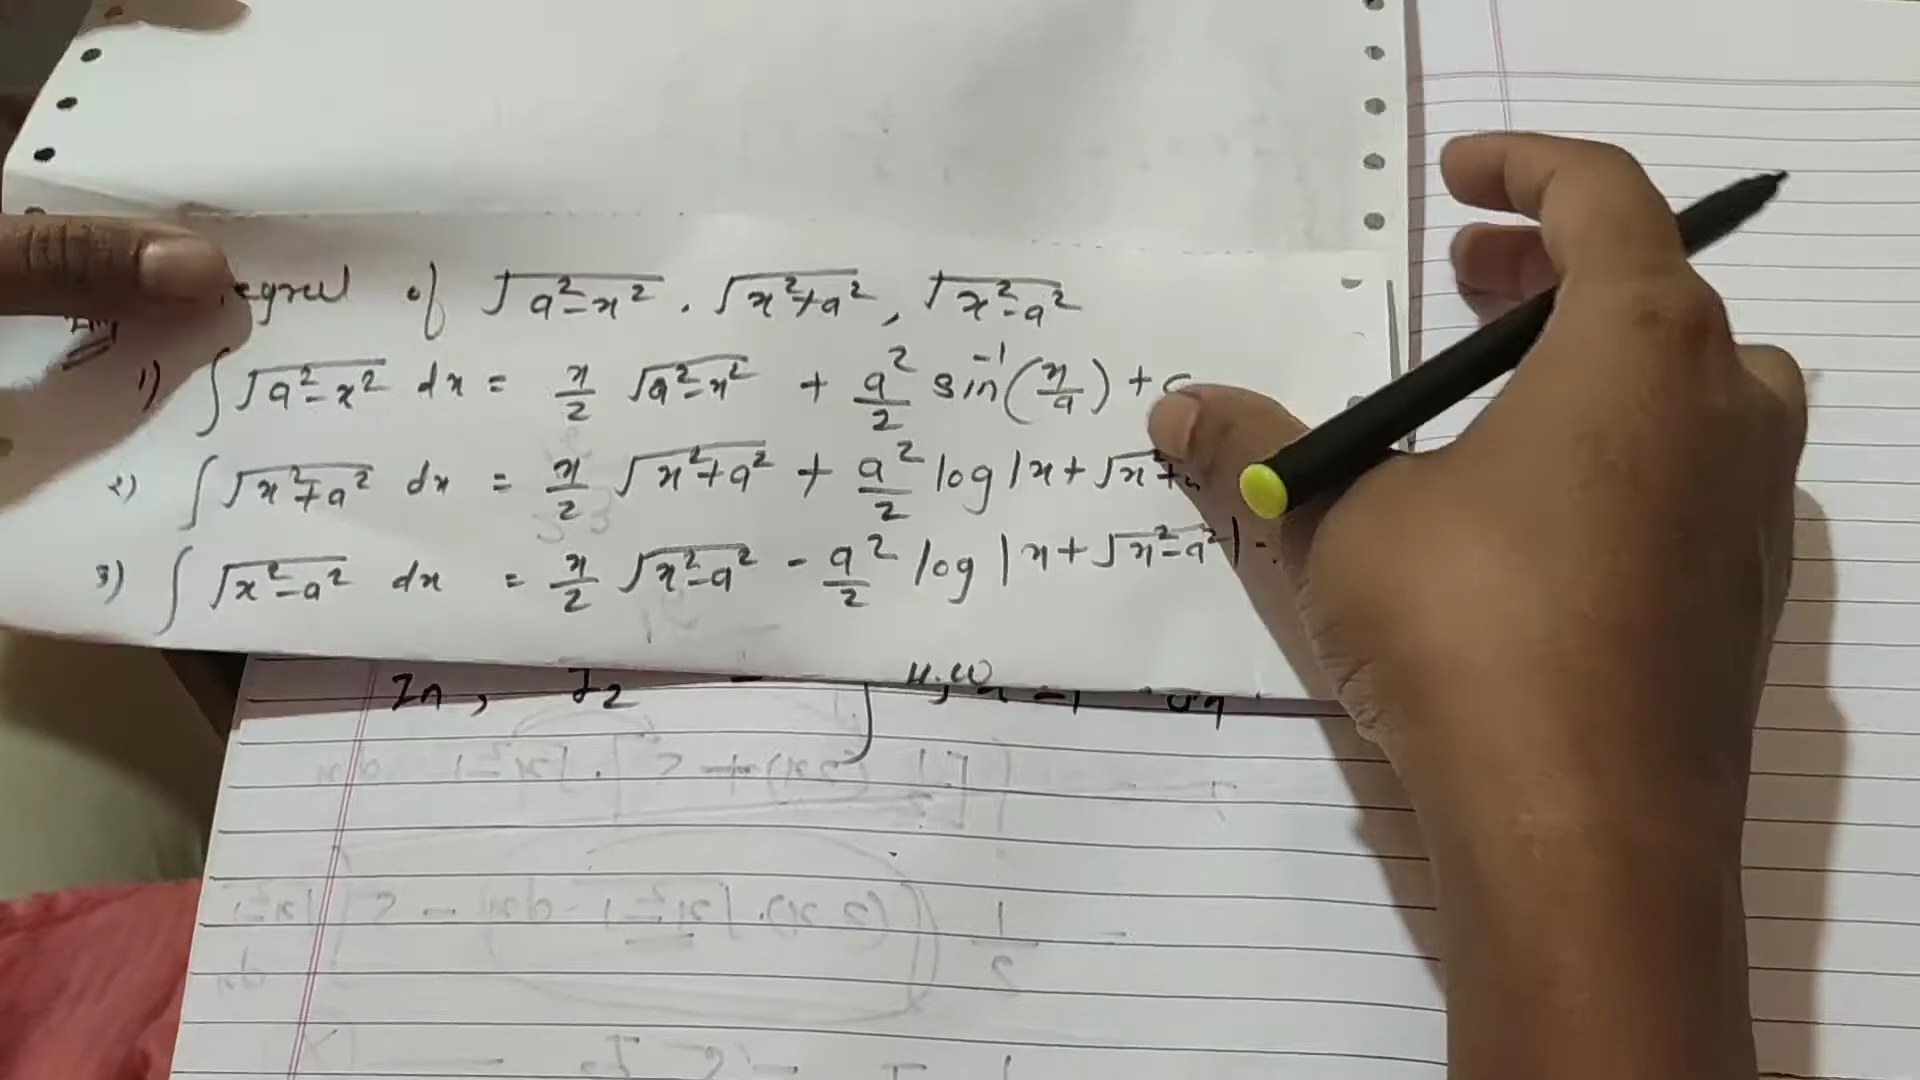 egral of √(a²-x²) , √(x²+a²) , √(x²-a²)
1) ∫ √(a²-x²) dx = x/2 √(a²-x²) + a²/2 sin⁻¹(x/a) + c
2) ∫ √(x²+a²) dx = x/2 √(x²+a²) + a²/2 log |x + √(x²+
3) ∫ √(x²-a²) dx = x/2 √(x²-a²) - a²/2 log |x + √(x²-a²)| -
In, I2